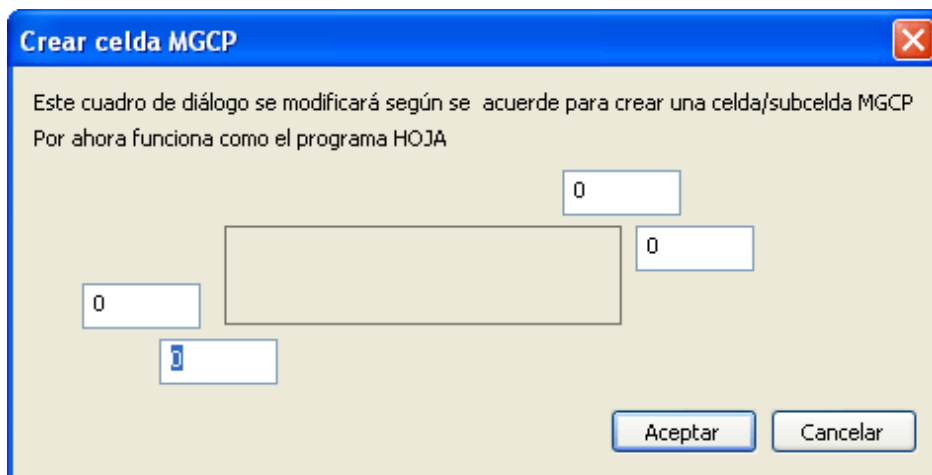 Crear celda MGCP
Este cuadro de diálogo se modificará según se acuerde para crear una celda/subcelda MGCP
Por ahora funciona como el programa HOJA
0
0
0
0
Aceptar Cancelar